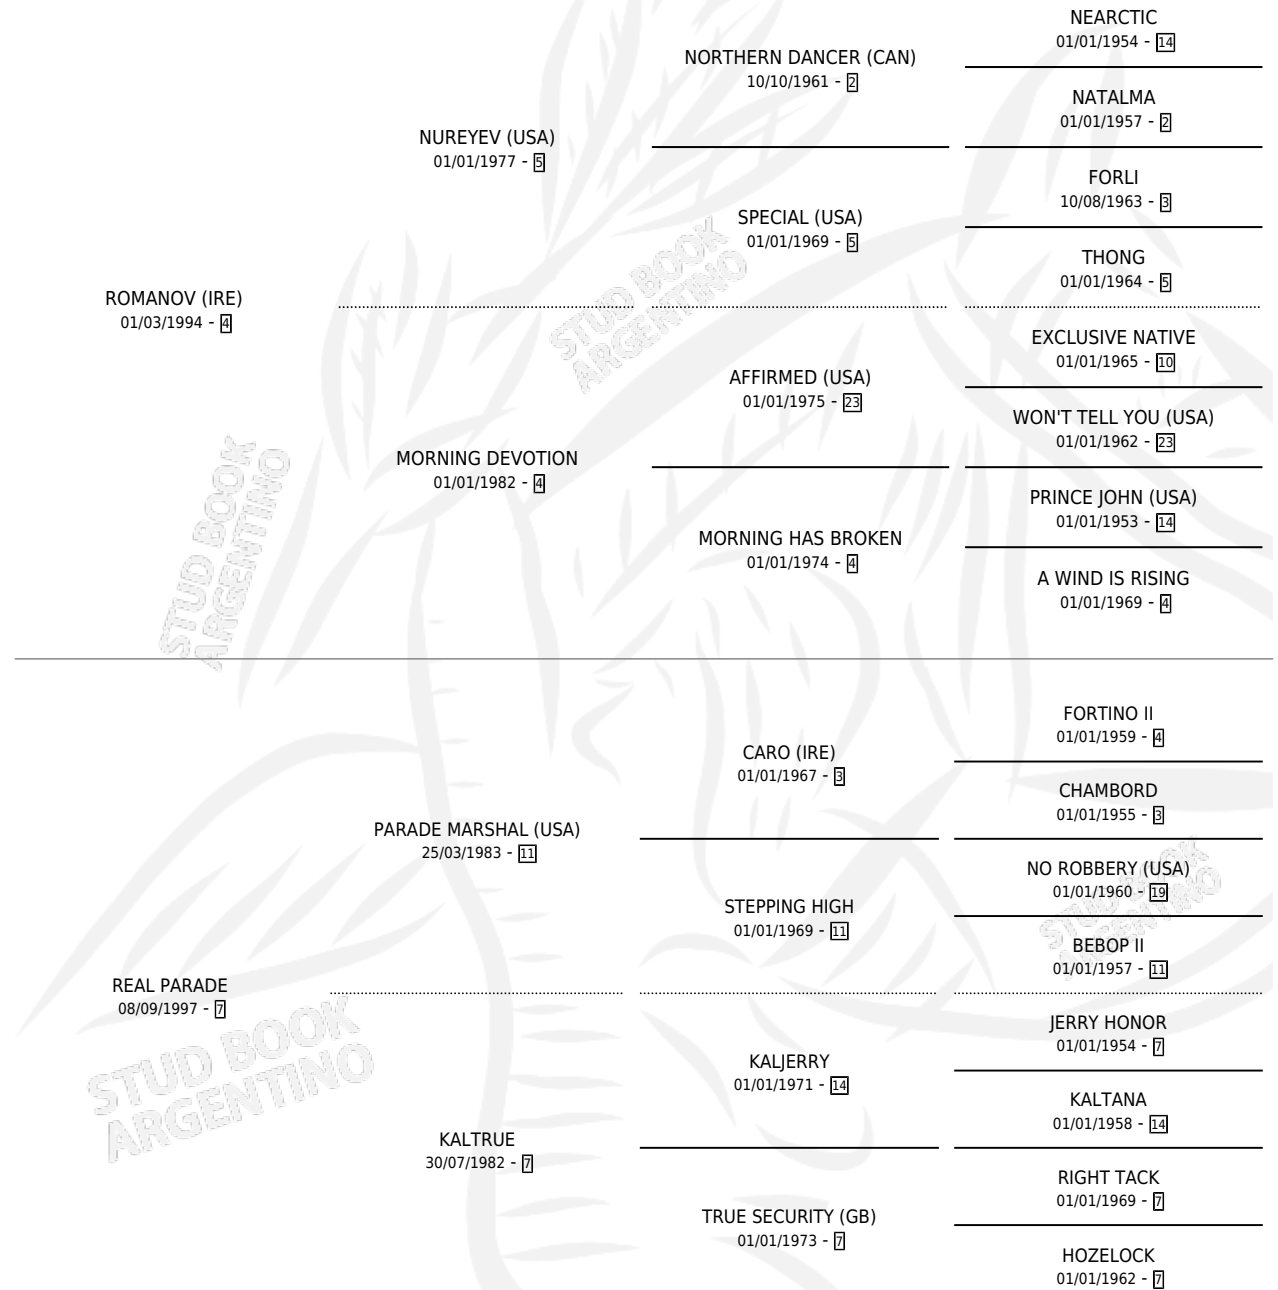 NEARCTIC
01/01/1954 - 14
NORTHERN DANCER (CAN)
10/10/1961 - 2
NATALMA
01/01/1957 - 2
NUREYEV (USA)
01/01/1977 - 5
FORLI
10/08/1963 - 3
SPECIAL (USA)
01/01/1969 - 5
THONG
01/01/1964 - 5
ROMANOV (IRE)
01/03/1994 - 4
EXCLUSIVE NATIVE
01/01/1965 - 10
AFFIRMED (USA)
01/01/1975 - 23
WON'T TELL YOU (USA)
01/01/1962 - 23
MORNING DEVOTION
01/01/1982 - 4
PRINCE JOHN (USA)
01/01/1953 - 14
MORNING HAS BROKEN
01/01/1974 - 4
A WIND IS RISING
01/01/1969 - 4
FORTINO II
01/01/1959 - 4
CARO (IRE)
01/01/1967 - 3
CHAMBORD
01/01/1955 - 3
PARADE MARSHAL (USA)
25/03/1983 - 11
NO ROBBERY (USA)
01/01/1960 - 19
STEPPING HIGH
01/01/1969 - 11
BEBOP II
01/01/1957 - 11
REAL PARADE
08/09/1997 - 7
JERRY HONOR
01/01/1954 - 7
KALJERRY
01/01/1971 - 14
KALTANA
01/01/1958 - 14
KALTRUE
30/07/1982 - 7
RIGHT TACK
01/01/1969 - 7
TRUE SECURITY (GB)
01/01/1973 - 7
HOZELOCK
01/01/1962 - 7
STUD BOOK
ARGENTINO
STUD BOOK
ARGENTINO
STUD BOOK
ARGENTINO
STUD BOOK
ARGENTINO